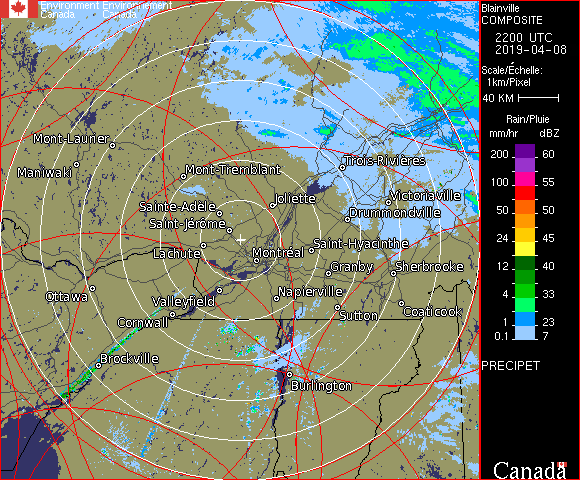 Environment Environnement
Canada Canada
Blainville
COMPOSITE
2200 UTC
2019-04-08
Scale/Échelle:
1km/Pixel
40 KM
Rain/Pluie
mm/hr dBZ
200 60
100 55
50 50
24 45
12 40
4 33
1 23
0.1 7
PRECIPET
Canada
Mont-Laurier
Maniwaki
Mont-Tremblant
Trois-Rivières
Joliette
Victoriaville
Sainte-Adèle
Drummondville
Saint-Jérôme
Saint-Hyacinthe
Lachute
Montréal
Granby
Sherbrooke
Ottawa
Valleyfield
Napierville
Coaticook
Cornwall
Sutton
Brockville
Burlington